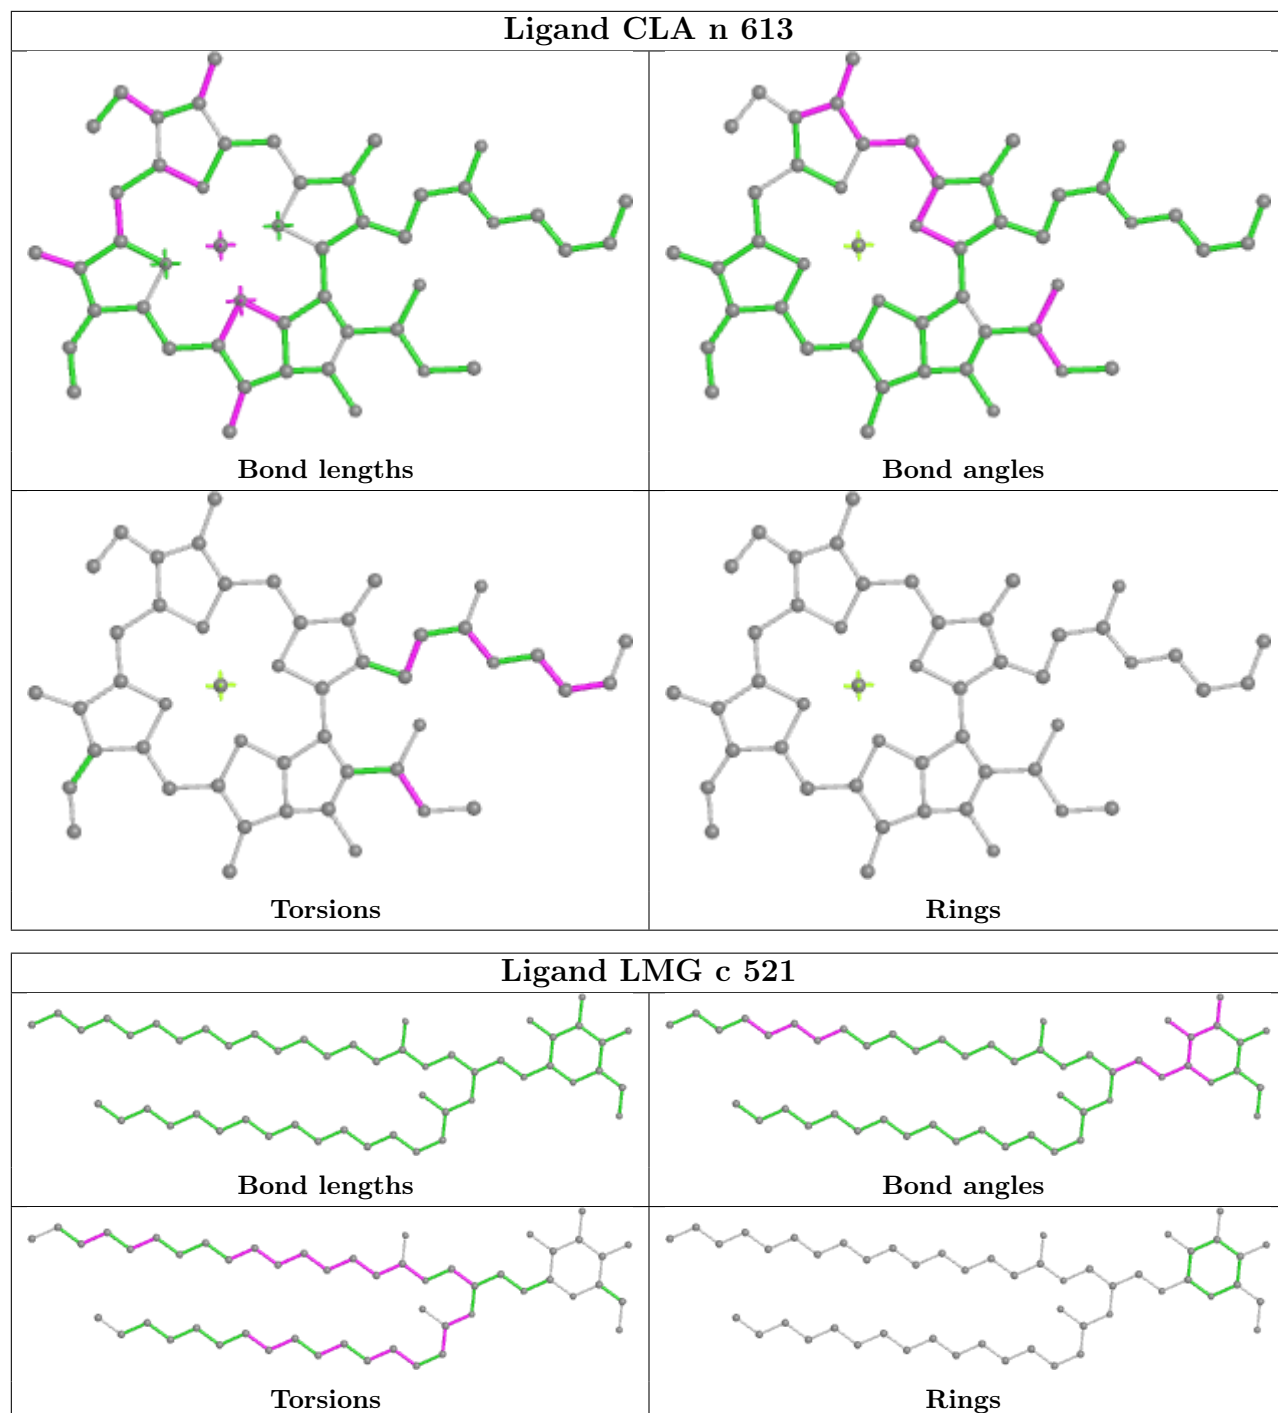 Ligand CLA n 613
Bond lengths
Bond angles
Torsions
Rings
Ligand LMG c 521
Bond lengths
Bond angles
Torsions
Rings